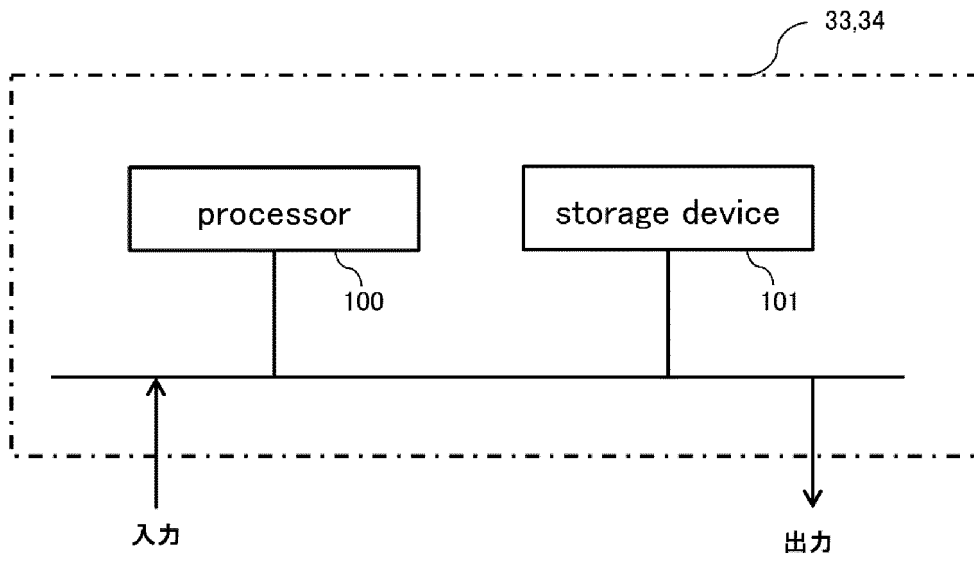 33,34
processor
storage device
100
101
入力
出力